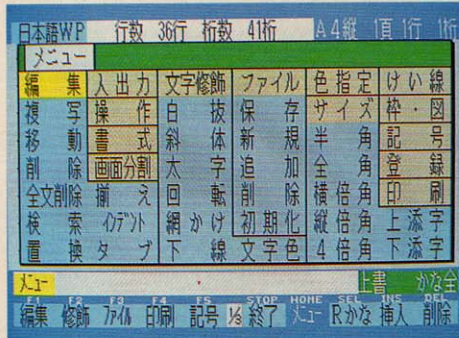 日本語WP 行数 36行 桁数 41桁 A4縦 1頁 1行 1桁
メニュー
編集 入出力 文字修飾 ファイル 色指定 けい線
複写 操作 白抜 保存 サイズ 枠・図
移動 書式 斜体 新規 半角 記号
削除 画面分割 太字 追加 全角 登録
全文削除 揃え 回転 削除 横倍角 印刷
検索 インデント 網かけ 初期化 縦倍角 上添字
置換 タブ 下線 文字色 4倍角 下添字
メニュー 上書 かな全
F1 F2 F3 F4 F5 STOP HOME SEL INS DEL
編集 修飾 ファイル 印刷 記号 1/3 終了 メニュー Rかな 挿入 削除